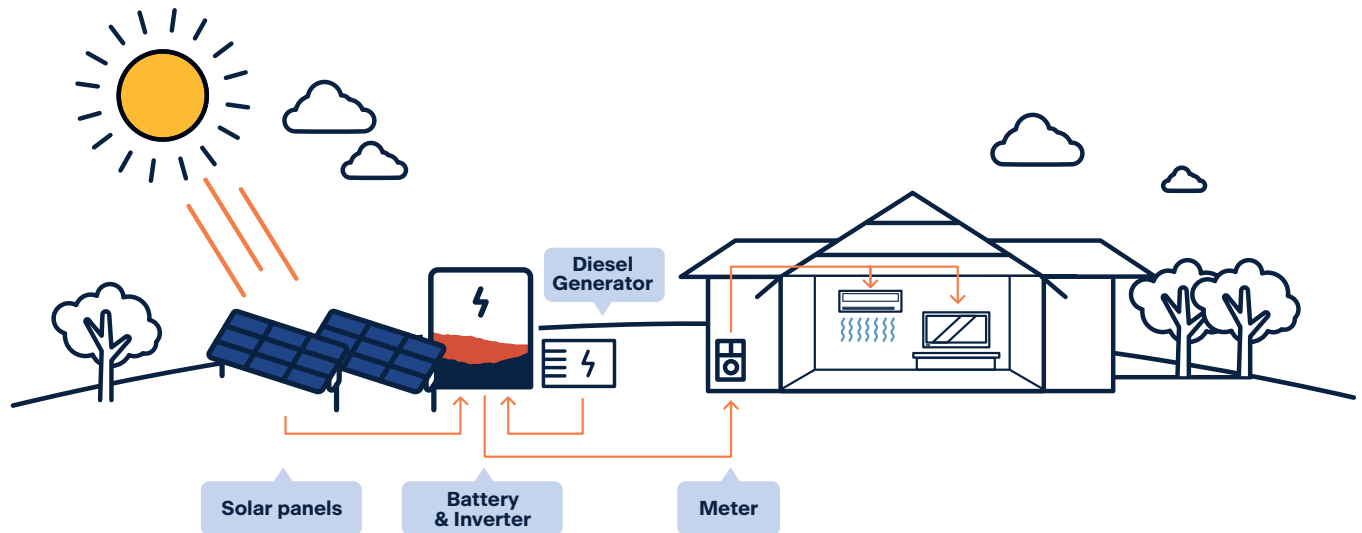 Diesel
Generator
Solar panels
Battery
& Inverter
Meter